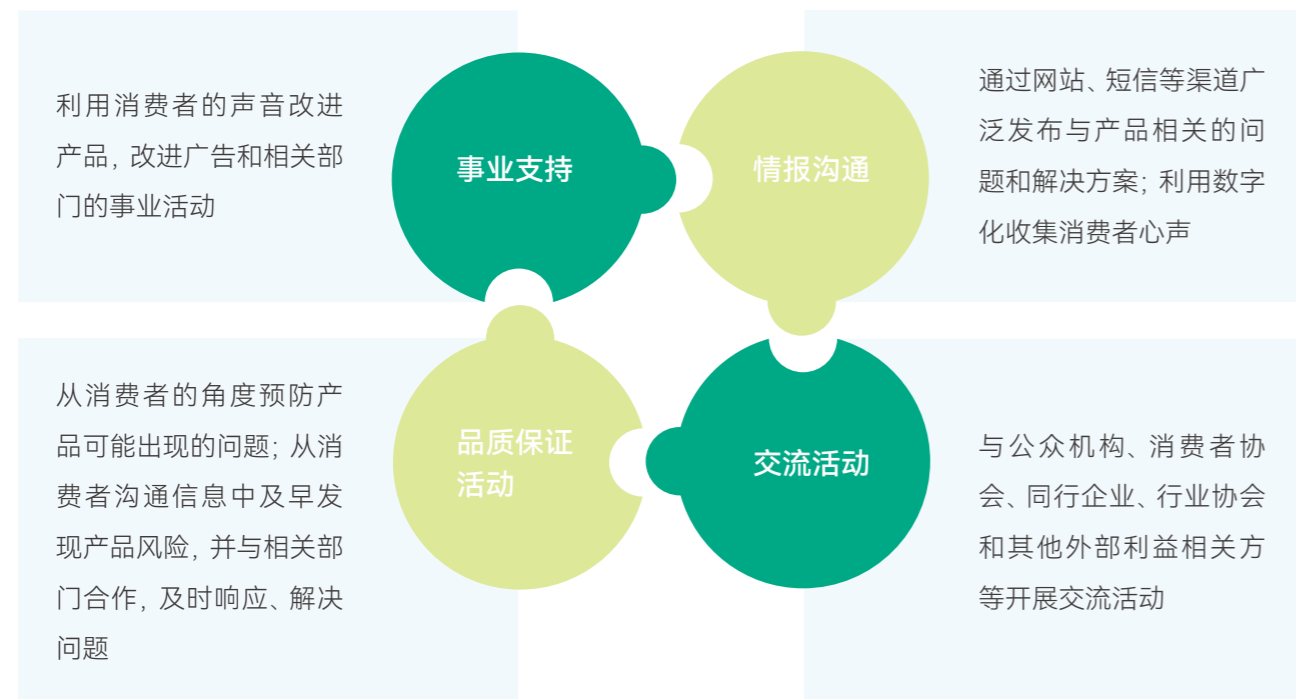 利用消费者的声音改进
产品, 改进广告和相关部
门的事业活动
事业支持
情报沟通
通过网站、短信等渠道广
泛发布与产品相关的问
题和解决方案; 利用数字
化收集消费者心声
从消费者的角度预防产
品可能出现的问题; 从消
费者沟通信息中及早发
现产品风险, 并与相关部
门合作, 及时响应、解决
问题
品质保证
活动
交流活动
与公众机构、消费者协
会、同行企业、行业协会
和其他外部利益相关方
等开展交流活动